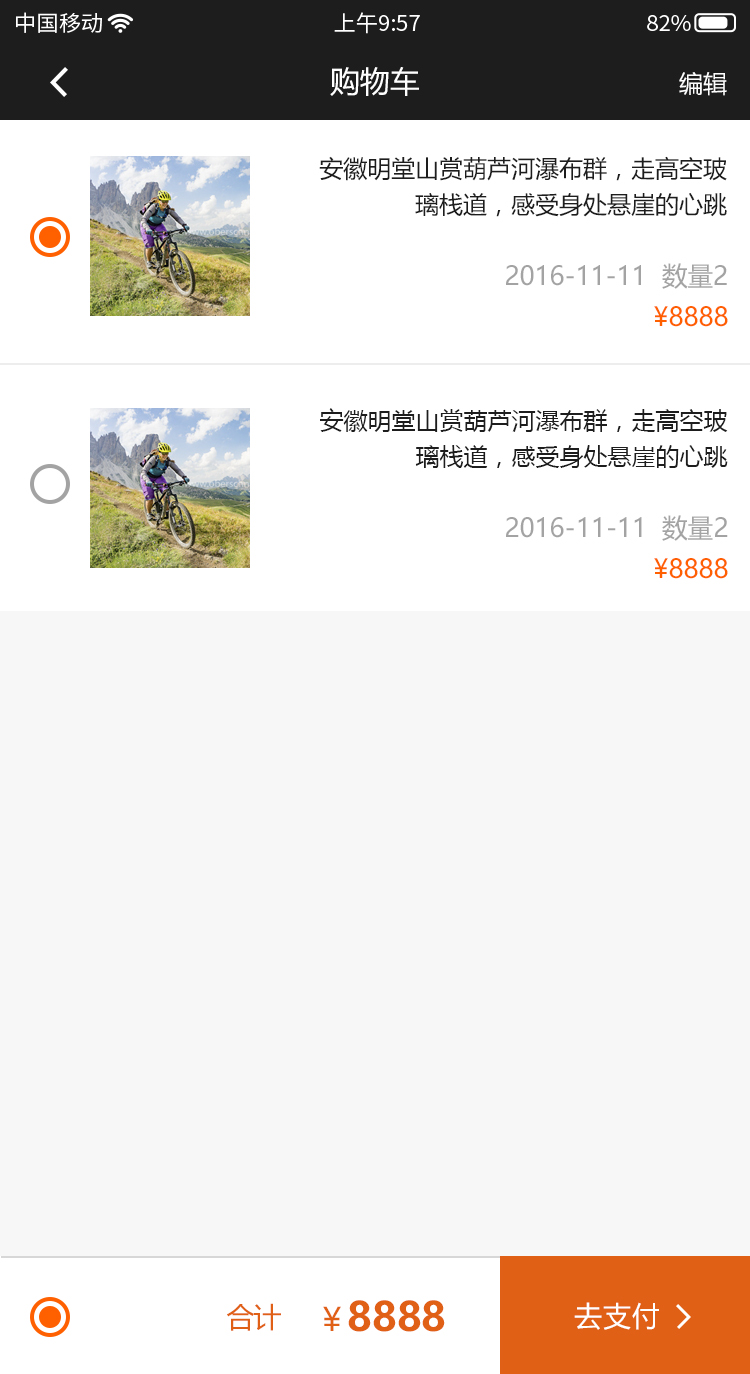 中国移动
上午9:57
82%
购物车
编辑
安徽明堂山赏葫芦河瀑布群，走高空玻
璃栈道，感受身处悬崖的心跳
2016-11-11 数量2
¥8888
安徽明堂山赏葫芦河瀑布群，走高空玻
璃栈道，感受身处悬崖的心跳
2016-11-11 数量2
¥8888
合计 ¥8888
去支付